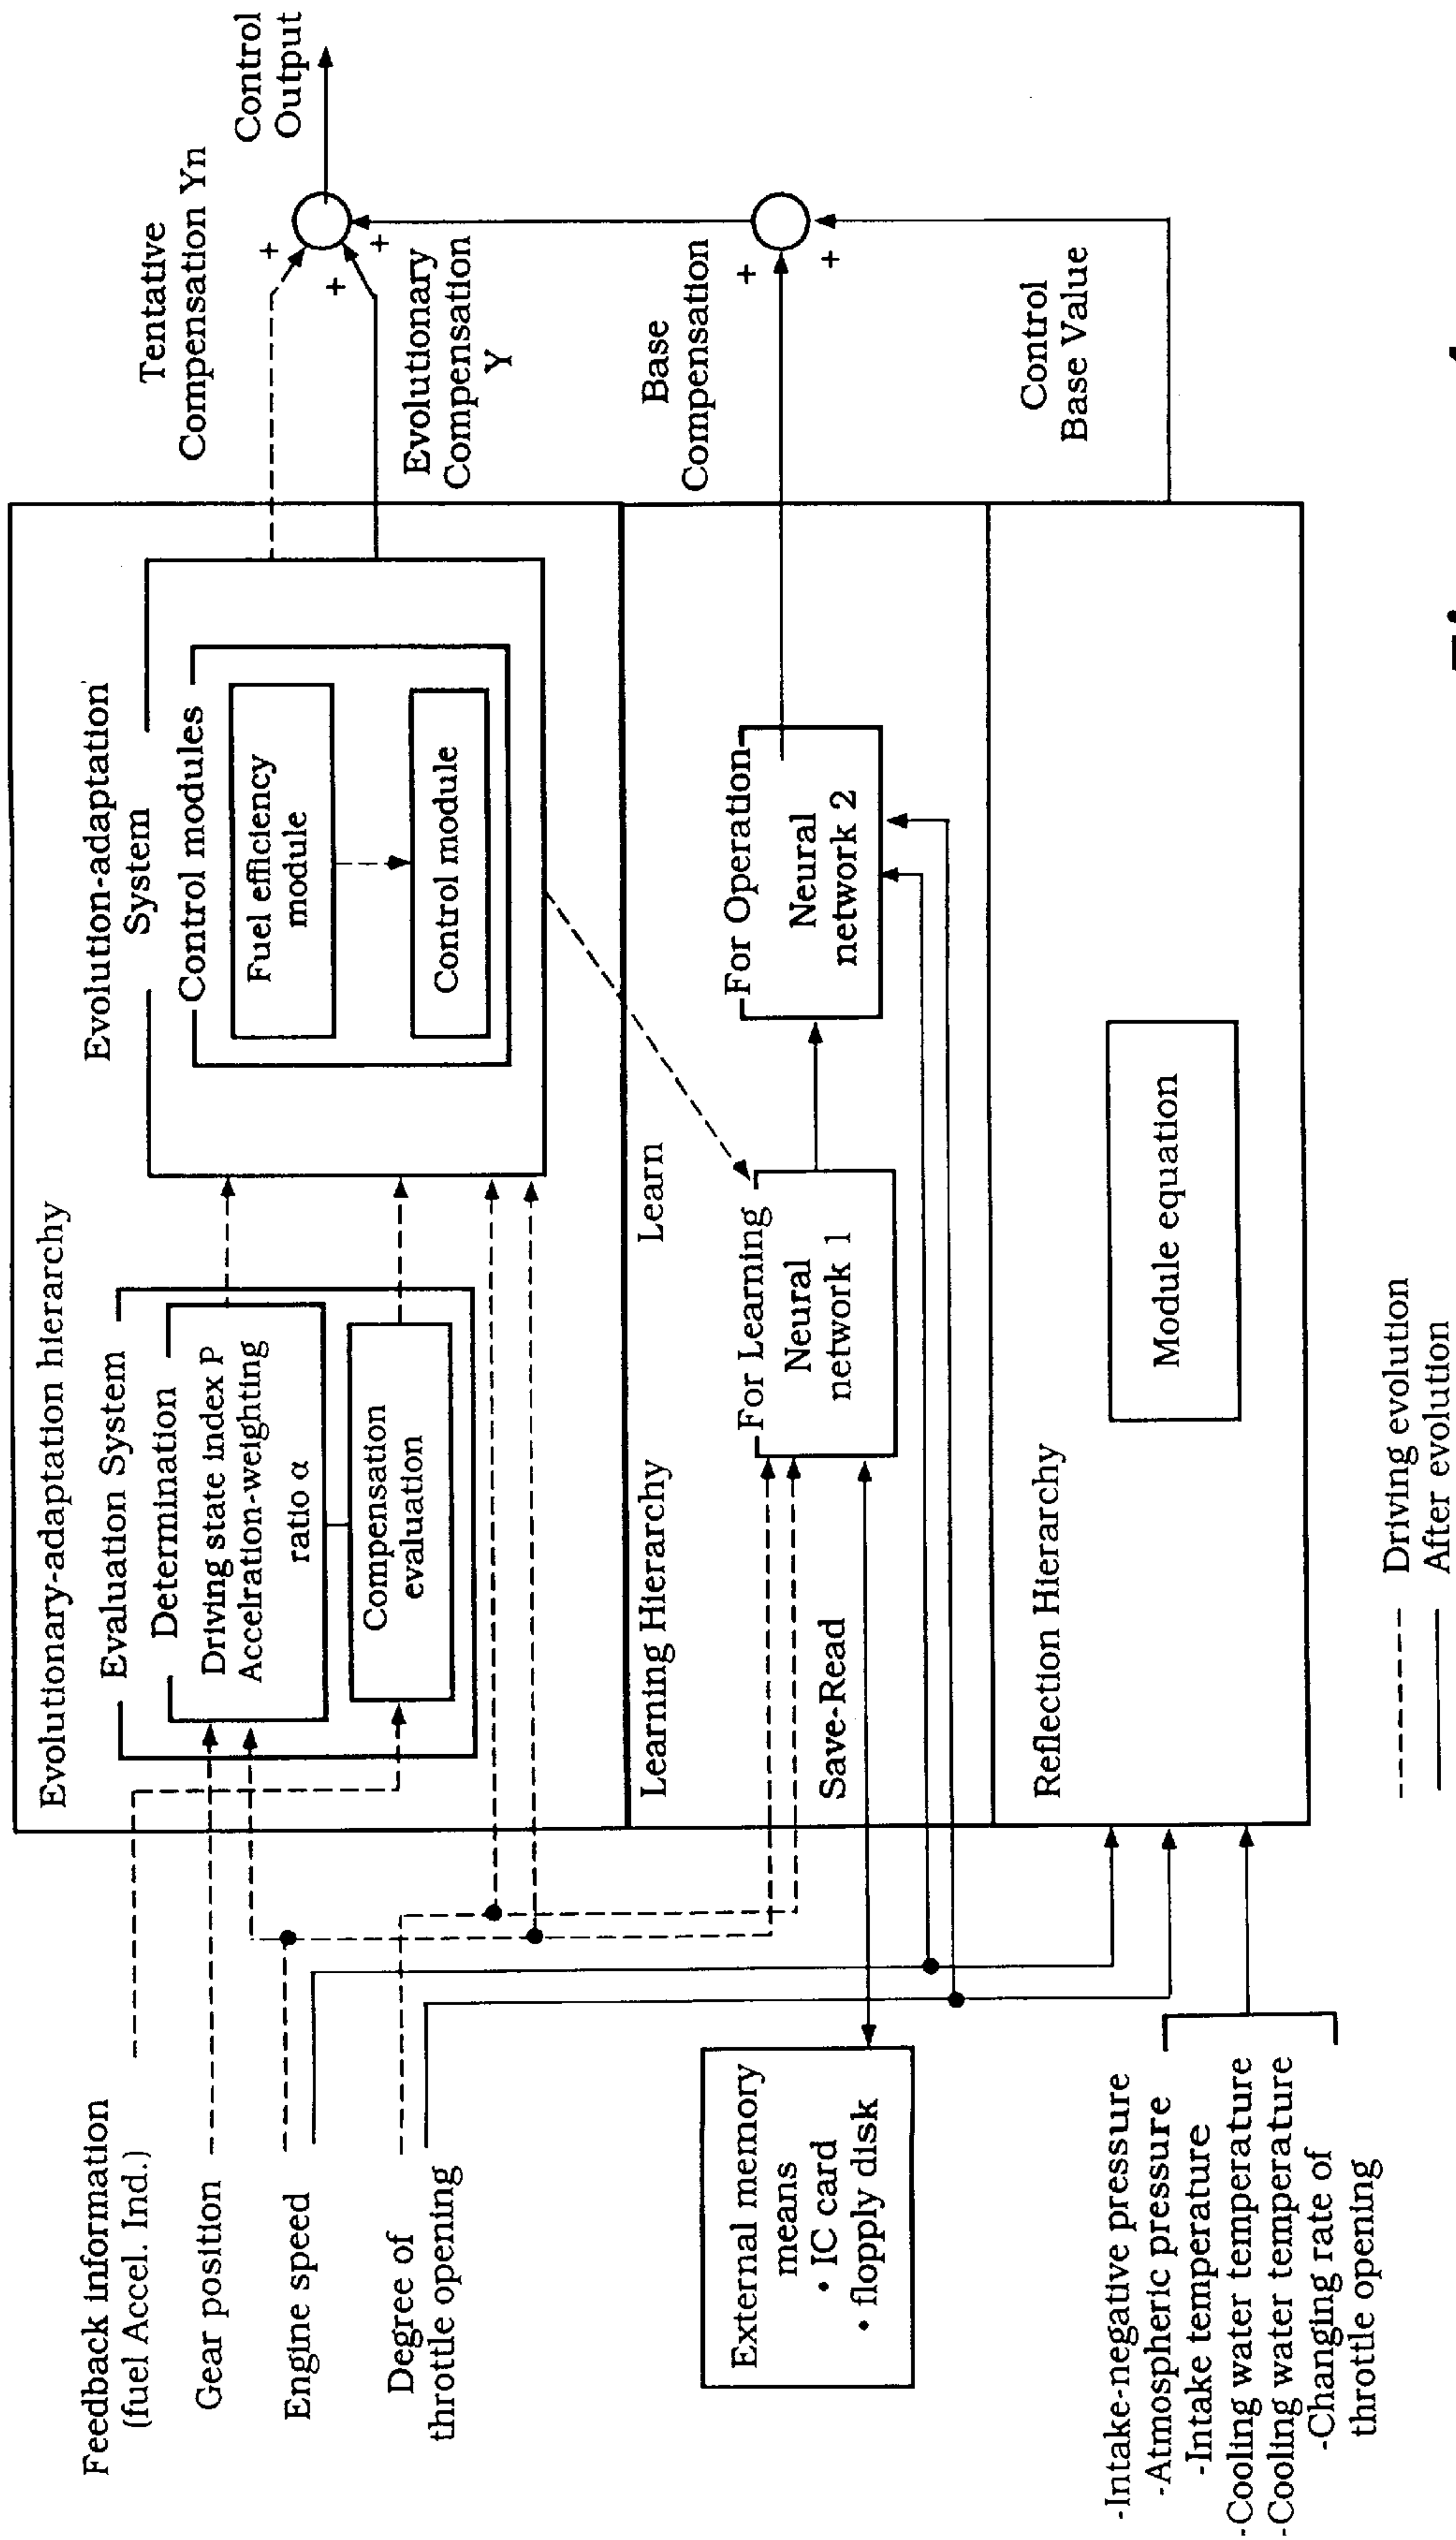 Feedback information
(fuel Accel. Ind.)
Gear position
Engine speed
Degree of
throttle opening
External memory
means
• IC card
• flopply disk
-Intake-negative pressure
-Atmospheric pressure
-Intake temperature
-Cooling water temperature
-Cooling water temperature
-Changing rate of
throttle opening
Evolutionary-adaptation hierarchy
Evaluation System
Determination
Driving state index P
Accelration-weighting
ratio α
Compensation
evaluation
Evolution-adaptation
System
Control modules
Fuel efficiency
module
Control module
Learning Hierarchy
Learn
Save-Read
For Learning
Neural
network 1
For Operation
Neural
network 2
Reflection Hierarchy
Module equation
Tentative
Compensation Yn
Evolutionary
Compensation
Y
Base
Compensation
Control
Base Value
Control
Output
+
+
+
+
+
Driving evolution
After evolution